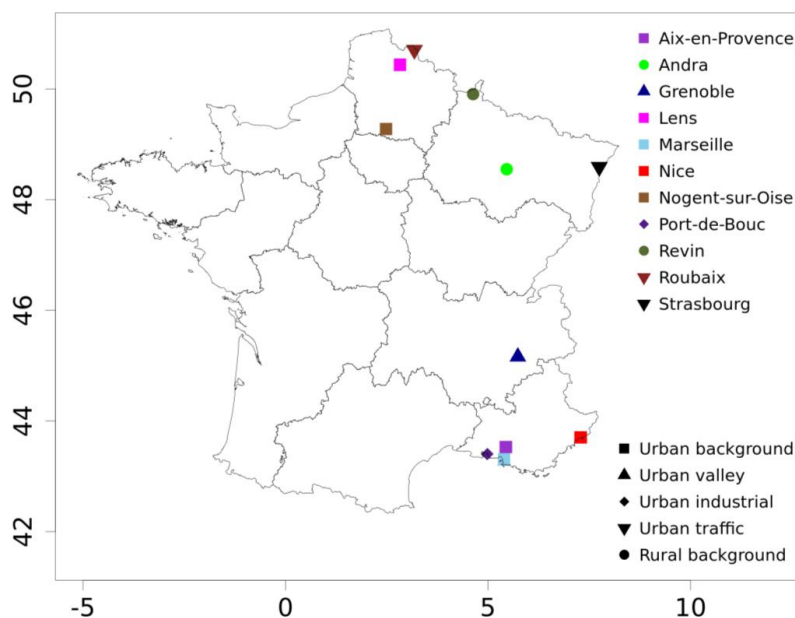 Aix-en-Provence
Andra
Grenoble
Lens
Marseille
Nice
Nogent-sur-Oise
Port-de-Bouc
Revin
Roubaix
Strasbourg
50
48
46
44
42
Urban background
Urban valley
Urban industrial
Urban traffic
Rural background
-5 0 5 10